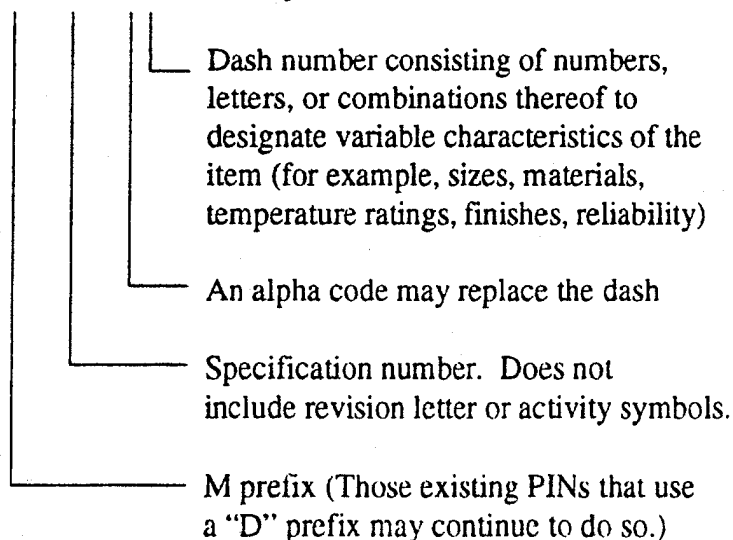 Dash number consisting of numbers,
letters, or combinations thereof to
designate variable characteristics of the
item (for example, sizes, materials,
temperature ratings, finishes, reliability)
An alpha code may replace the dash
Specification number. Does not
include revision letter or activity symbols.
M prefix (Those existing PINs that use
a “D” prefix may continue to do so.)